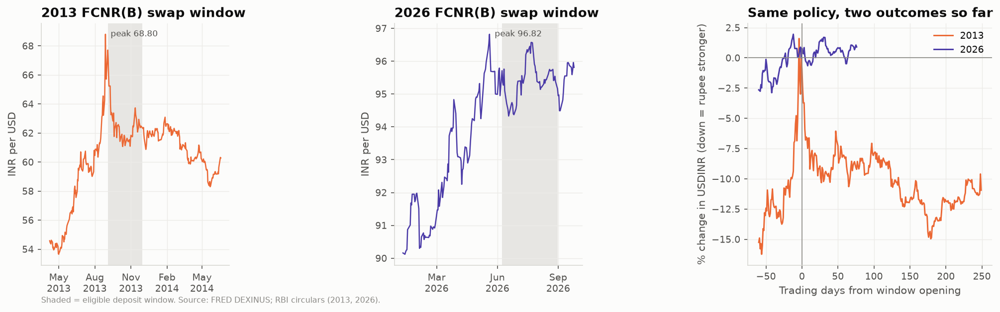 2013 FCNR(B) swap window
INR per USD
68
66
64
62
60
58
56
54
peak 68.80
May
2013
Aug
2013
Nov
2013
Feb
2014
May
2014
2026 FCNR(B) swap window
INR per USD
97
96
95
94
93
92
91
90
peak 96.82
Mar
2026
Jun
2026
Sep
2026
Same policy, two outcomes so far
% change in USDINR (down = rupee stronger)
2.5
0.0
−2.5
−5.0
−7.5
−10.0
−12.5
−15.0
2013
2026
−50
0
50
100
150
200
250
Trading days from window opening
Shaded = eligible deposit window. Source: FRED DEXINUS; RBI circulars (2013, 2026).